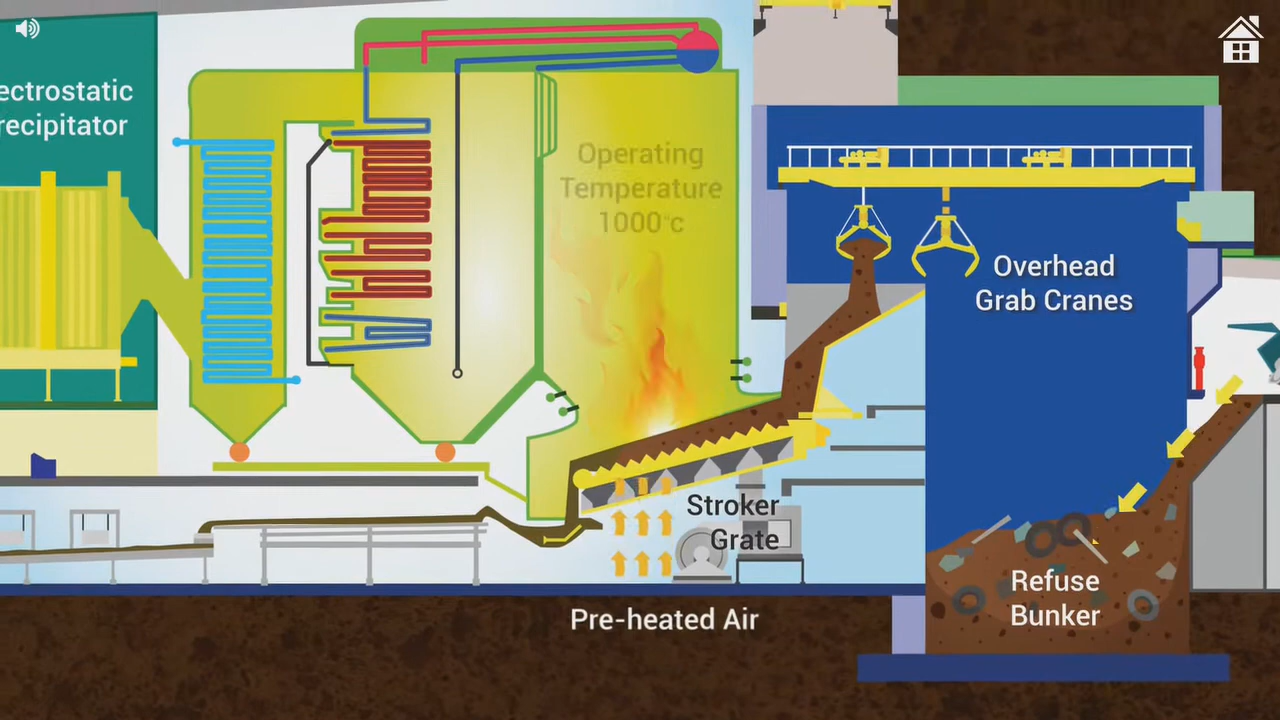 ectrostatic
recipitator
Operating
Temperature
1000°c
Overhead
Grab Cranes
Stroker
Grate
Refuse
Bunker
Pre-heated Air